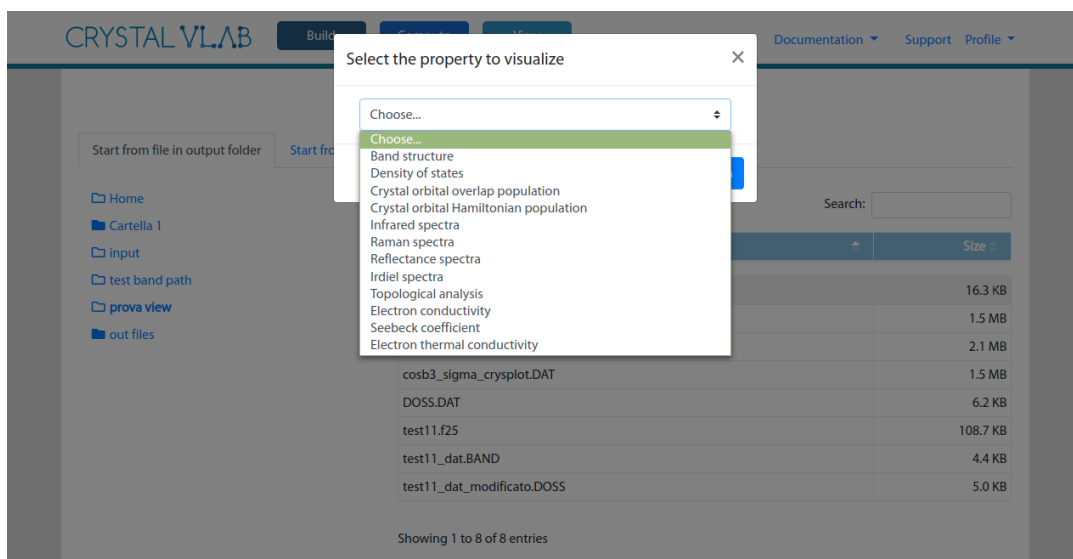 CRYSTAL VLAB
Build
Documentation
Support
Profile
Select the property to visualize
×
Choose...
Choose...
Band structure
Density of states
Crystal orbital overlap population
Crystal orbital Hamiltonian population
Infrared spectra
Raman spectra
Reflectance spectra
Irdiel spectra
Topological analysis
Electron conductivity
Seebeck coefficient
Electron thermal conductivity
Start from file in output folder
Start
Home
Cartella 1
input
test band path
prova view
out files
Search:
Size
16.3 KB
1.5 MB
2.1 MB
cosb3_sigma_crysplot.DAT 1.5 MB
DOSS.DAT 6.2 KB
test11.f25 108.7 KB
test11_dat.BAND 4.4 KB
test11_dat_modificato.DOSS 5.0 KB
Showing 1 to 8 of 8 entries